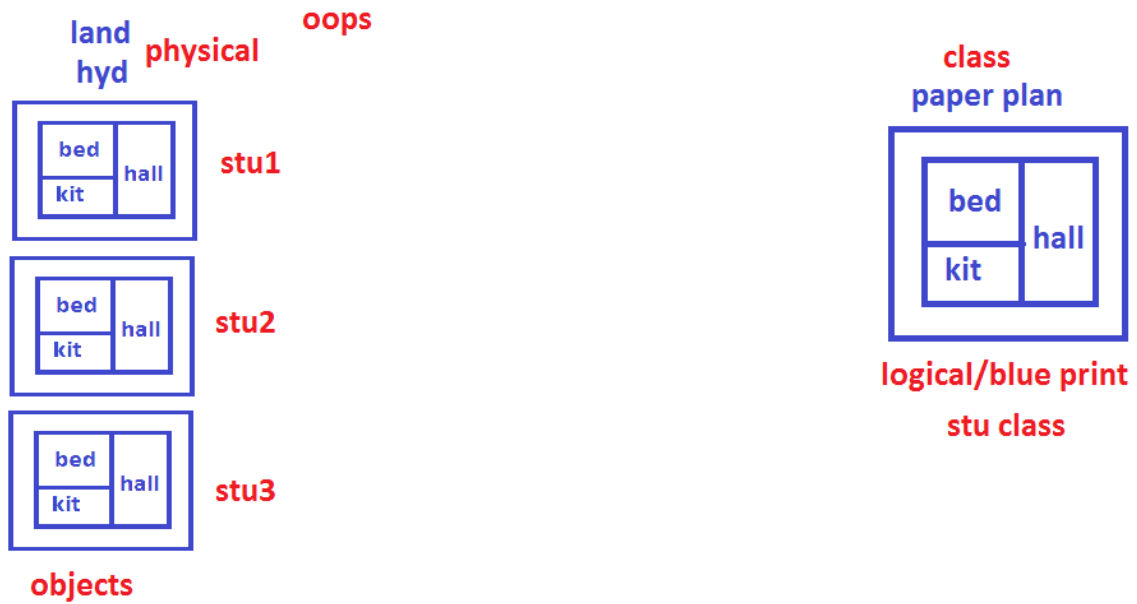 oops
land
hyd
physical
bed
kit
hall
stu1
bed
kit
hall
stu2
bed
kit
hall
stu3
objects
class
paper plan
bed
kit
hall
logical/blue print
stu class